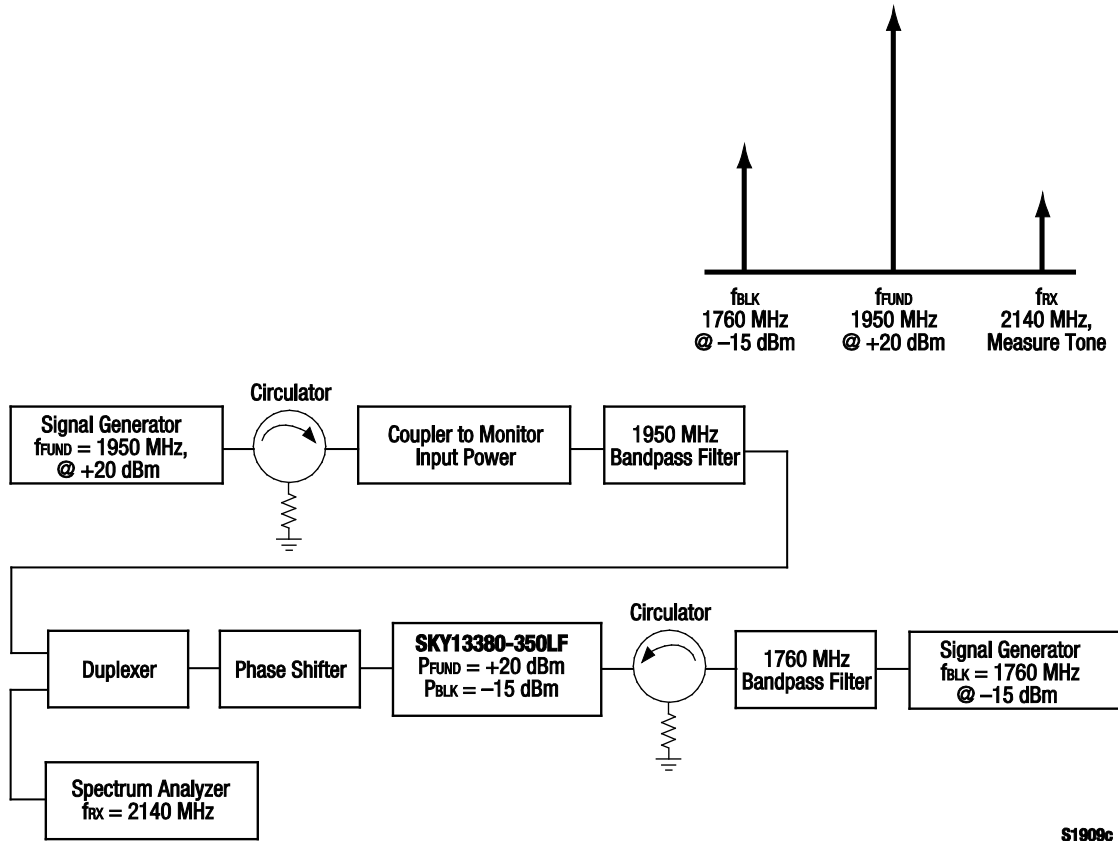 fBLK
1760 MHz
@ –15 dBm
fFUND
1950 MHz
@ +20 dBm
fRX
2140 MHz,
Measure Tone
Signal Generator
fFUND = 1950 MHz,
@ +20 dBm
Circulator
Coupler to Monitor
Input Power
1950 MHz
Bandpass Filter
Duplexer
Phase Shifter
SKY13380-350LF
PFUND = +20 dBm
PBLK = –15 dBm
Circulator
1760 MHz
Bandpass Filter
Signal Generator
fBLK = 1760 MHz
@ –15 dBm
Spectrum Analyzer
fRX = 2140 MHz
S1909c